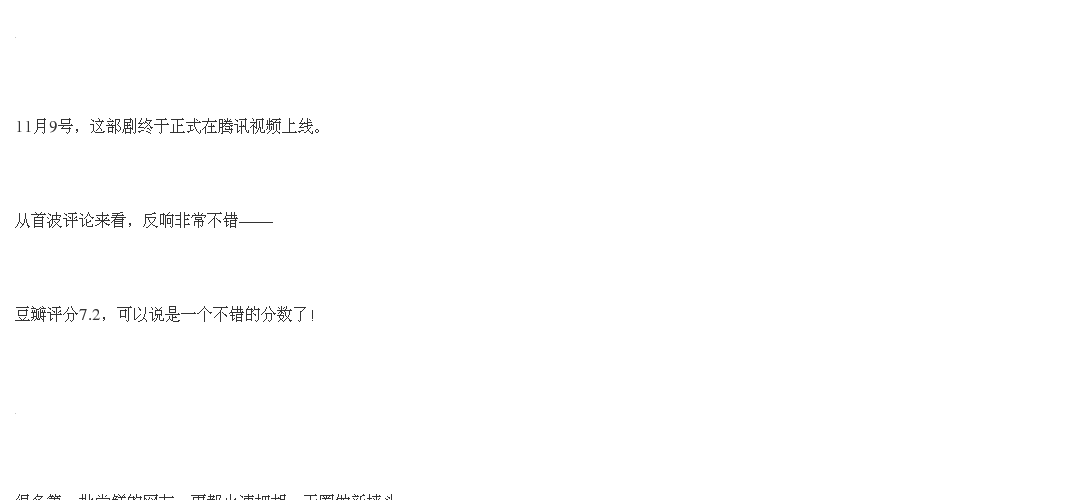 11月9号，这部剧终于正式在腾讯视频上线。
从首波评论来看，反响非常不错——
豆瓣评分7.2，可以说是一个不错的分数了！